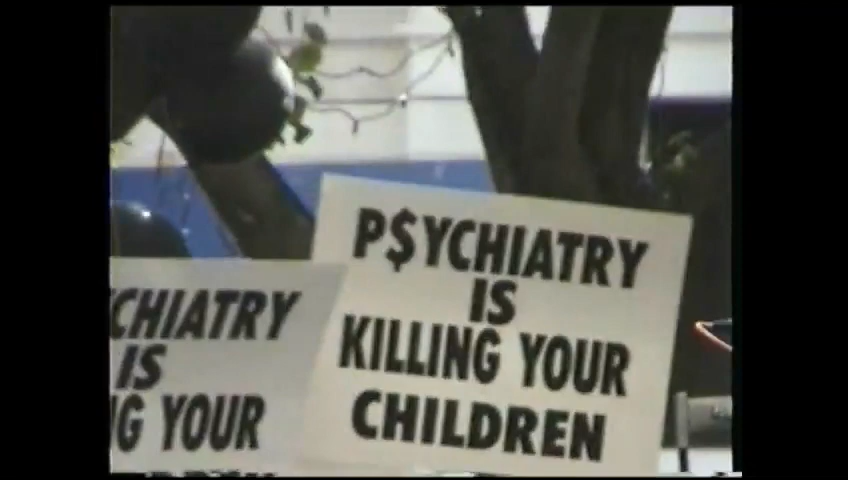 P$YCHIATRY
IS
KILLING YOUR
CHILDREN
CHIATRY
IS
G YOUR